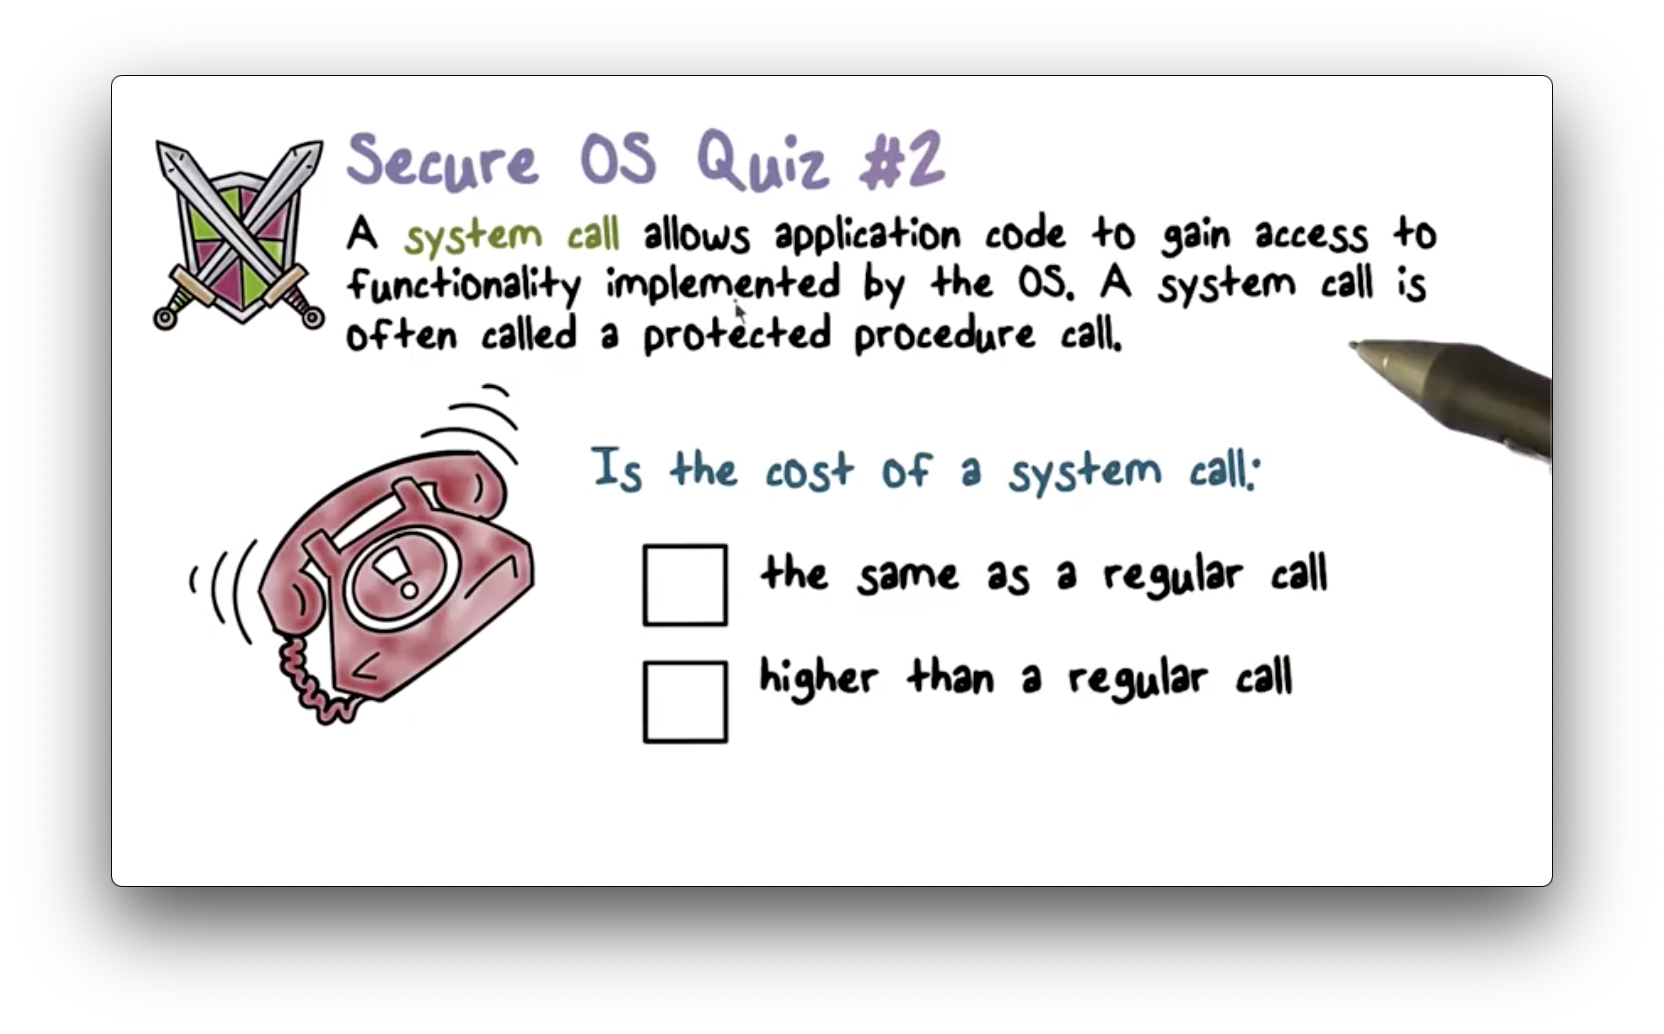 Secure OS Quiz #2
A system call allows application code to gain access to
functionality implemented by the OS. A system call is
often called a protected procedure call.
Is the cost of a system call:
the same as a regular call
higher than a regular call